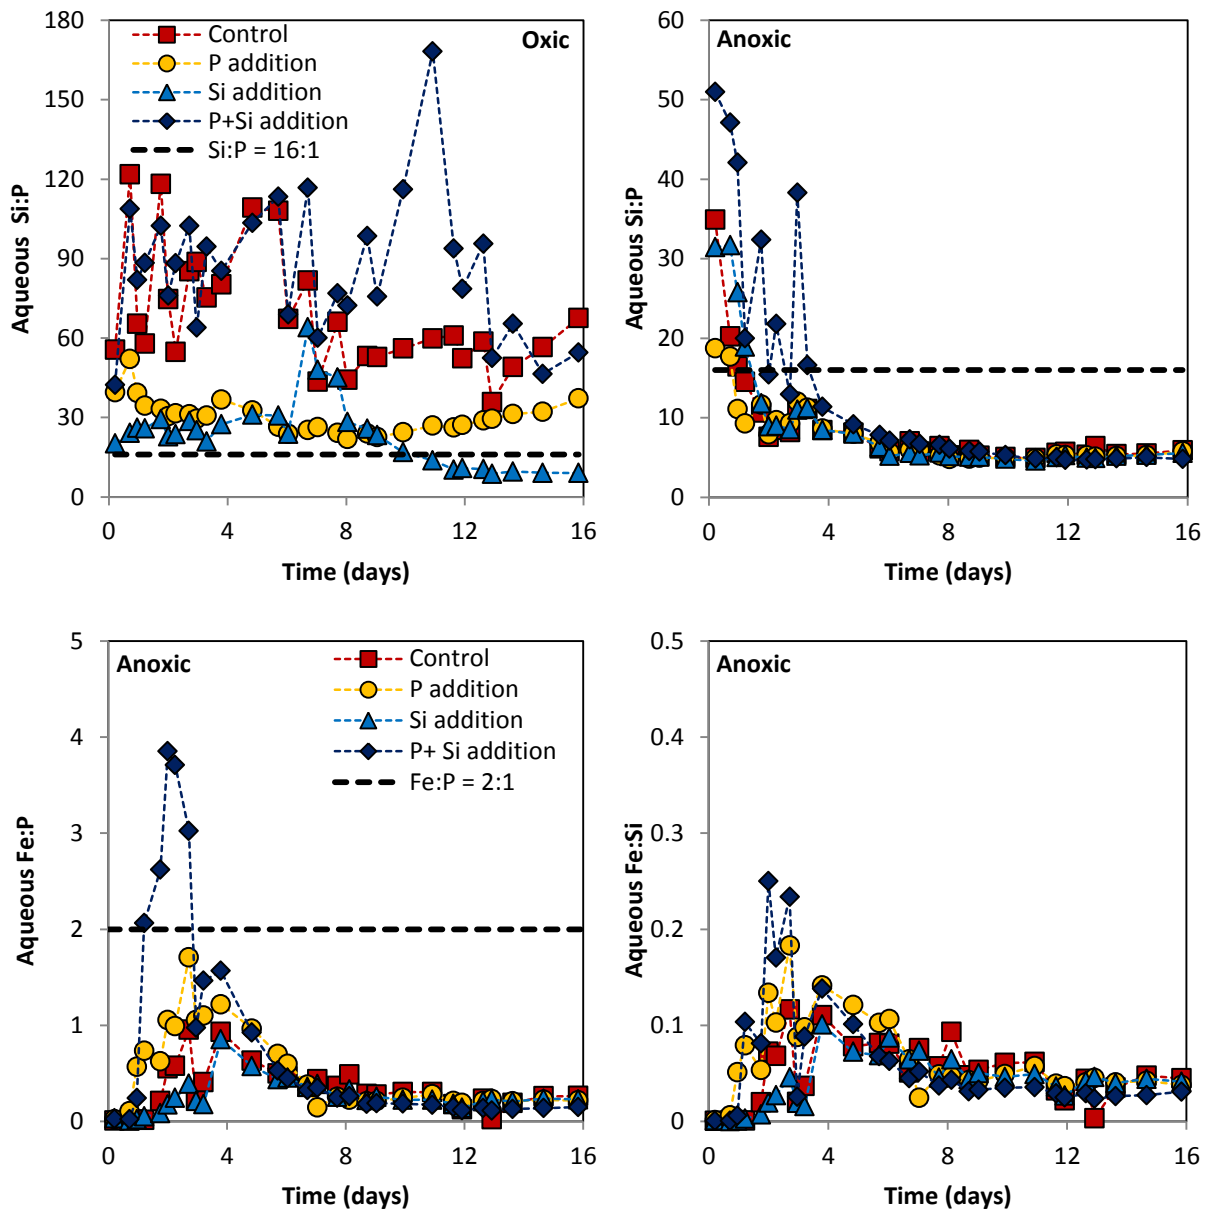 180
150
120
90
60
30
0
Aqueous Si:P
Control
P addition
Si addition
P+Si addition
Si:P = 16:1
Oxic
0 4 8 12 16
Time (days)
60
50
40
30
20
10
0
Aqueous Si:P
Anoxic
0 4 8 12 16
Time (days)
5
4
3
2
1
0
Aqueous Fe:P
Anoxic
Control
P addition
Si addition
P+ Si addition
Fe:P = 2:1
0 4 8 12 16
Time (days)
0.5
0.4
0.3
0.2
0.1
0
Aqueous Fe:Si
Anoxic
0 4 8 12 16
Time (days)